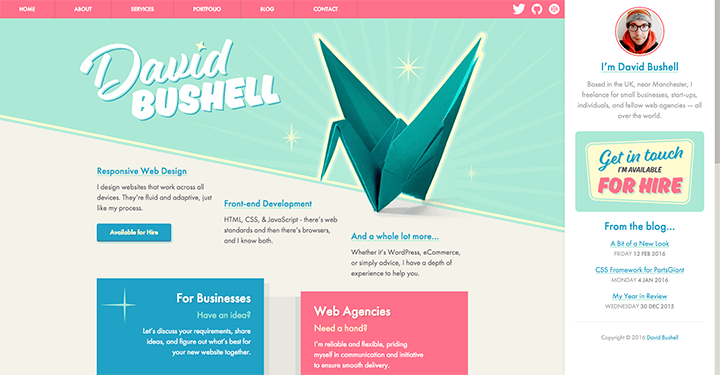 HOME
ABOUT
SERVICES
PORTFOLIO
BLOG
CONTACT
David
BUSHELL
Responsive Web Design
I design websites that work across all
devices. They're fluid and adaptive, just
like my process.
Available for Hire
Front-end Development
HTML, CSS, & JavaScript - there's web
standards and then there's browsers,
and I know both.
And a whole lot more...
Whether it's WordPress, eCommerce,
or simply advice, I have a depth of
experience to help you.
For Businesses
Have an idea?
Let's discuss your requirements, share
ideas, and figure out what's best for
your new website together.
Web Agencies
Need a hand?
I'm reliable and flexible, priding
myself in communication and initiative
to ensure smooth delivery.
I'm David Bushell
Based in the UK, near Manchester, I
freelance for small businesses, start-ups,
individuals, and fellow web agencies — all
over the world.
Get in touch
I'M AVAILABLE
FOR HIRE
From the blog...
A Bit of a New Look
FRIDAY 12 FEB 2016
CSS Framework for PartsGiant
MONDAY 4 JAN 2016
My Year in Review
WEDNESDAY 30 DEC 2015
Copyright © 2016 David Bushell